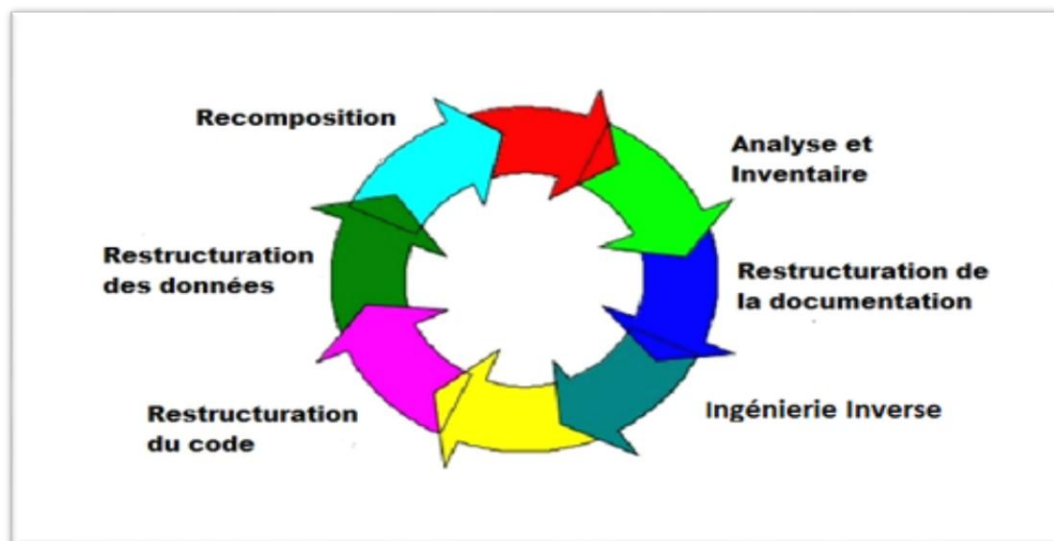 Recomposition
Analyse et
Inventaire
Restructuration
des données
Restructuration de
la documentation
Restructuration
du code
Ingénierie Inverse